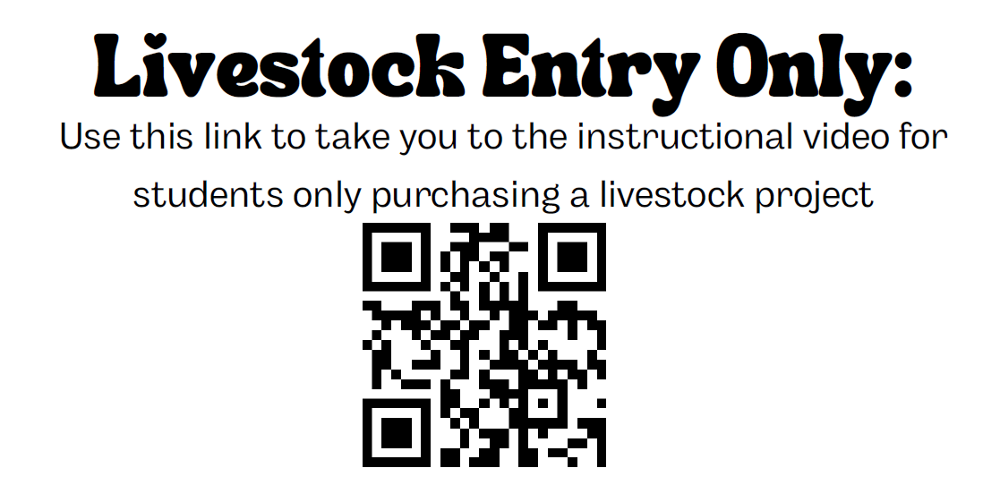 Livestock Entry Only:
Use this link to take you to the instructional video for
students only purchasing a livestock project